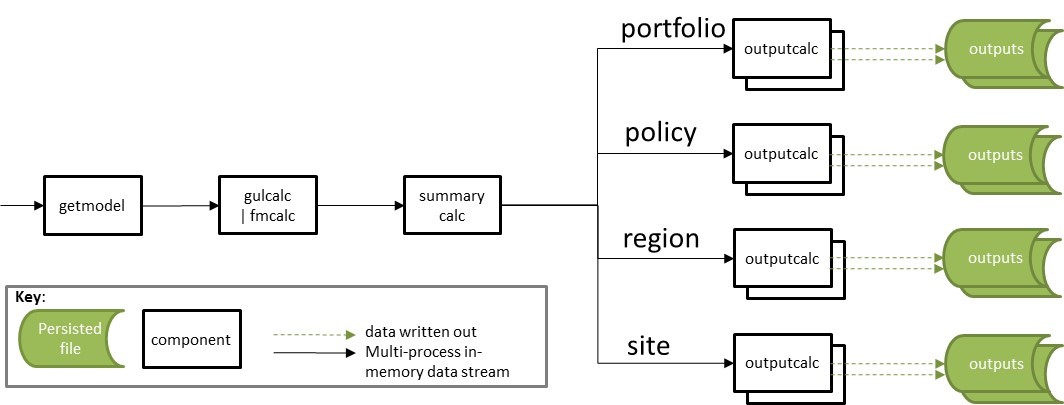 portfolio
outputcalc
outputs
policy
outputcalc
outputs
getmodel
gulcalc
| fmcalc
summary
calc
region
outputcalc
outputs
site
outputcalc
outputs
Key:
Persisted
file
component
data written out
Multi-process in-
memory data stream